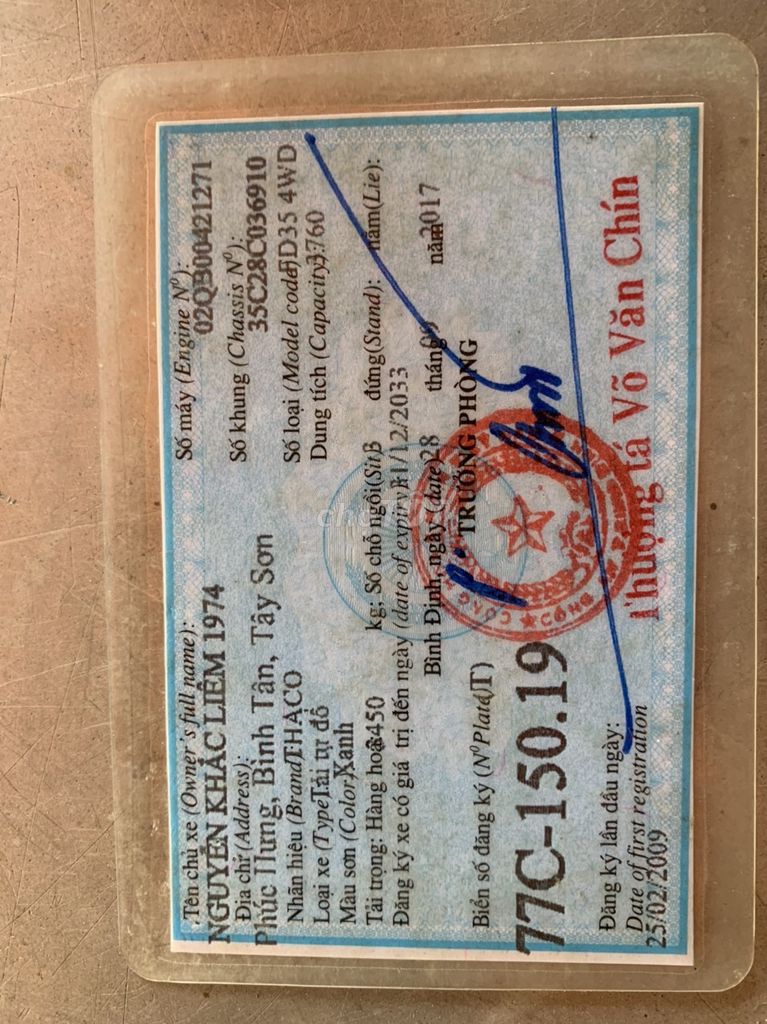 Tên chủ xe (Owner's full name):
NGUYỄN KHẮC LIÊM 1974
Địa chỉ (Address):
Phúc Hưng, Bình Tân, Tây Sơn
Nhãn hiệu (Brand) THACO
Loại xe (Type) Tải tự đổ
Màu sơn (Color) Xanh
Số máy (Engine Nº):
02QB00421271
Số khung (Chassis Nº):
35C28C036910
Số loại (Model code) FD35 4WD
Dung tích (Capacity) 3760
Tải trọng: Hàng hoá 3450 kg; Số chỗ ngồi(Sit) 3 đứng(Stand): nằm(Lie):
Đăng ký xe có giá trị đến ngày (date of expiry) 31/12/2033
Bình Định, ngày (date) 28 tháng năm 2017
Biển số đăng ký (Nº Plate) (T)
77C-150.19
TRƯỞNG PHÒNG
Đăng ký lần đầu ngày:
Date of first registration
25/02/2009
Thượng tá Võ Văn Chín